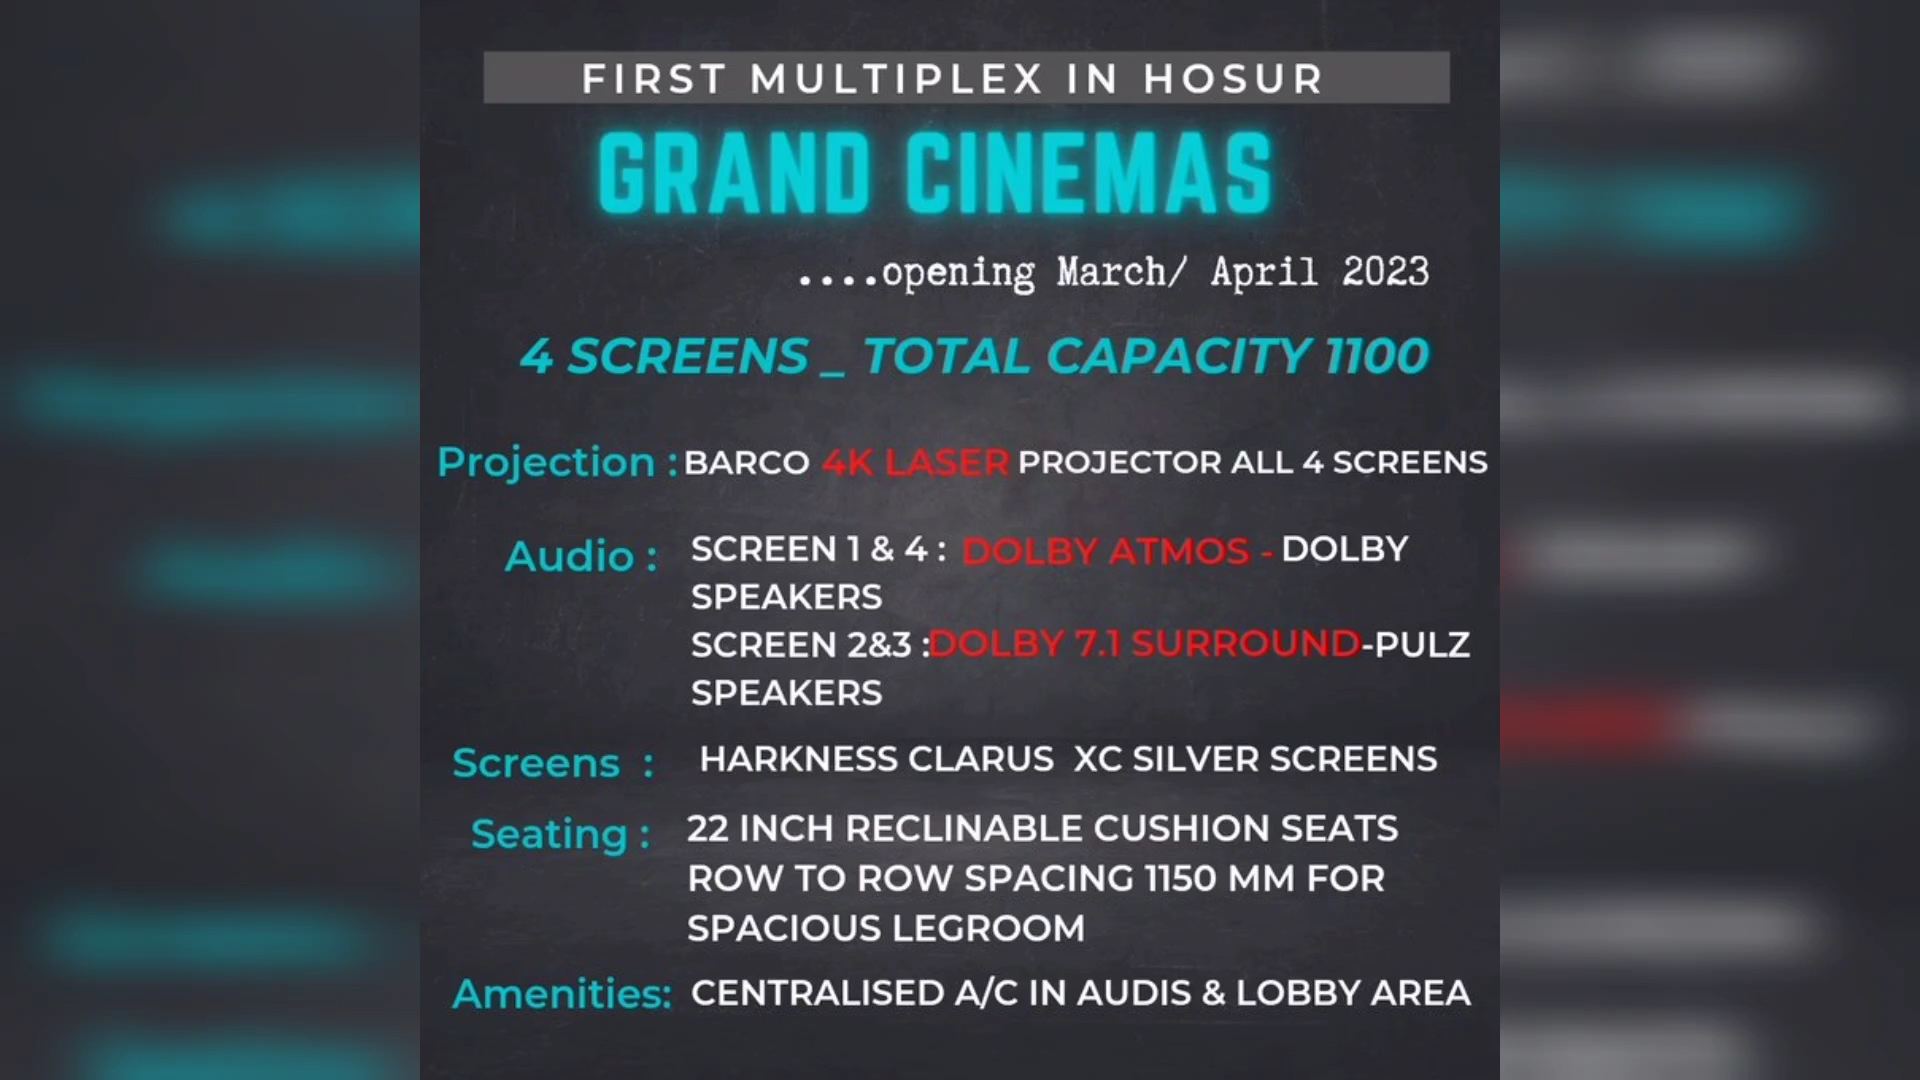 FIRST MULTIPLEX IN HOSUR
GRAND CINEMAS
....opening March/ April 2023
4 SCREENS _ TOTAL CAPACITY 1100
Projection : BARCO 4K LASER PROJECTOR ALL 4 SCREENS
Audio : SCREEN 1 & 4 : DOLBY ATMOS - DOLBY
SPEAKERS
SCREEN 2&3 :DOLBY 7.1 SURROUND-PULZ
SPEAKERS
Screens : HARKNESS CLARUS XC SILVER SCREENS
Seating : 22 INCH RECLINABLE CUSHION SEATS
ROW TO ROW SPACING 1150 MM FOR
SPACIOUS LEGROOM
Amenities: CENTRALISED A/C IN AUDIS & LOBBY AREA